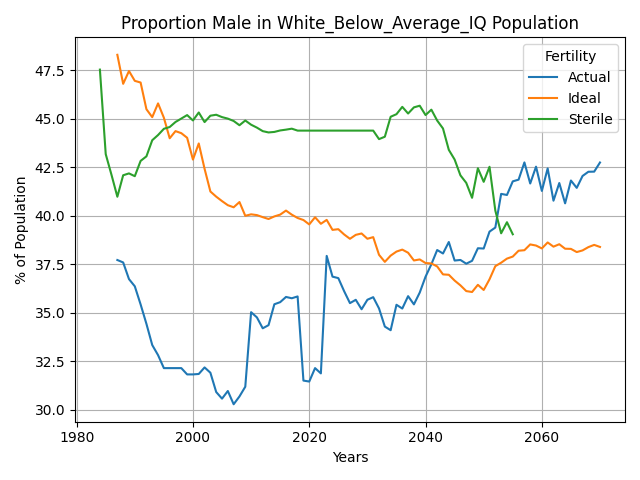 Proportion Male in White_Below_Average_IQ Population
% of Population
47.5
45.0
42.5
40.0
37.5
35.0
32.5
30.0
1980
2000
2020
2040
2060
Years
Fertility
Actual
Ideal
Sterile